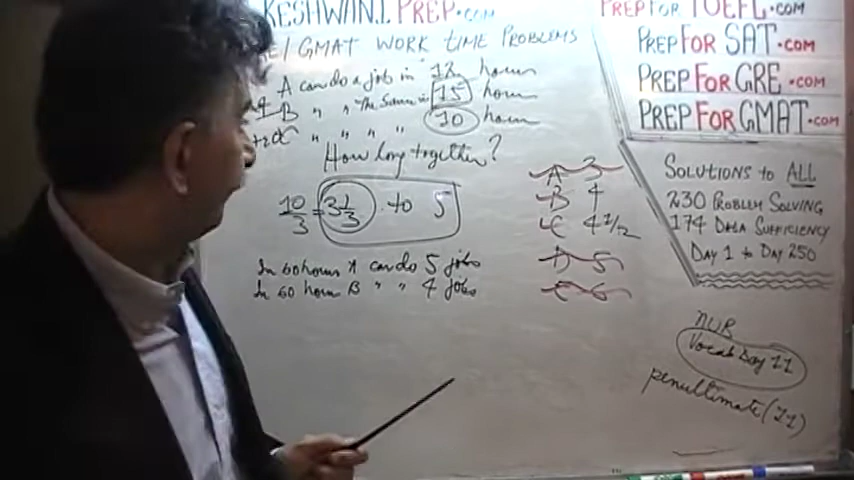 KESHWANI PREP.COM
RE/GMAT WORK TIME PROBLEMS
A can do a job in 12 hours
B " " the same in 15 hours
C " " " " 10 hours
How long together?
10/3 = 3 1/3 to 5
In 60 hours A can do 5 jobs
In 60 hours B " " 4 jobs
A 3
B 4
C 4 1/2
D 5
E 6
PREP FOR TOEFL.COM
PREP FOR SAT.COM
PREP FOR GRE.COM
PREP FOR GMAT.COM
SOLUTIONS TO ALL
230 PROBLEM SOLVING
174 DATA SUFFICIENCY
DAY 1 TO DAY 250
Vocab Day 11
penultimate (11)